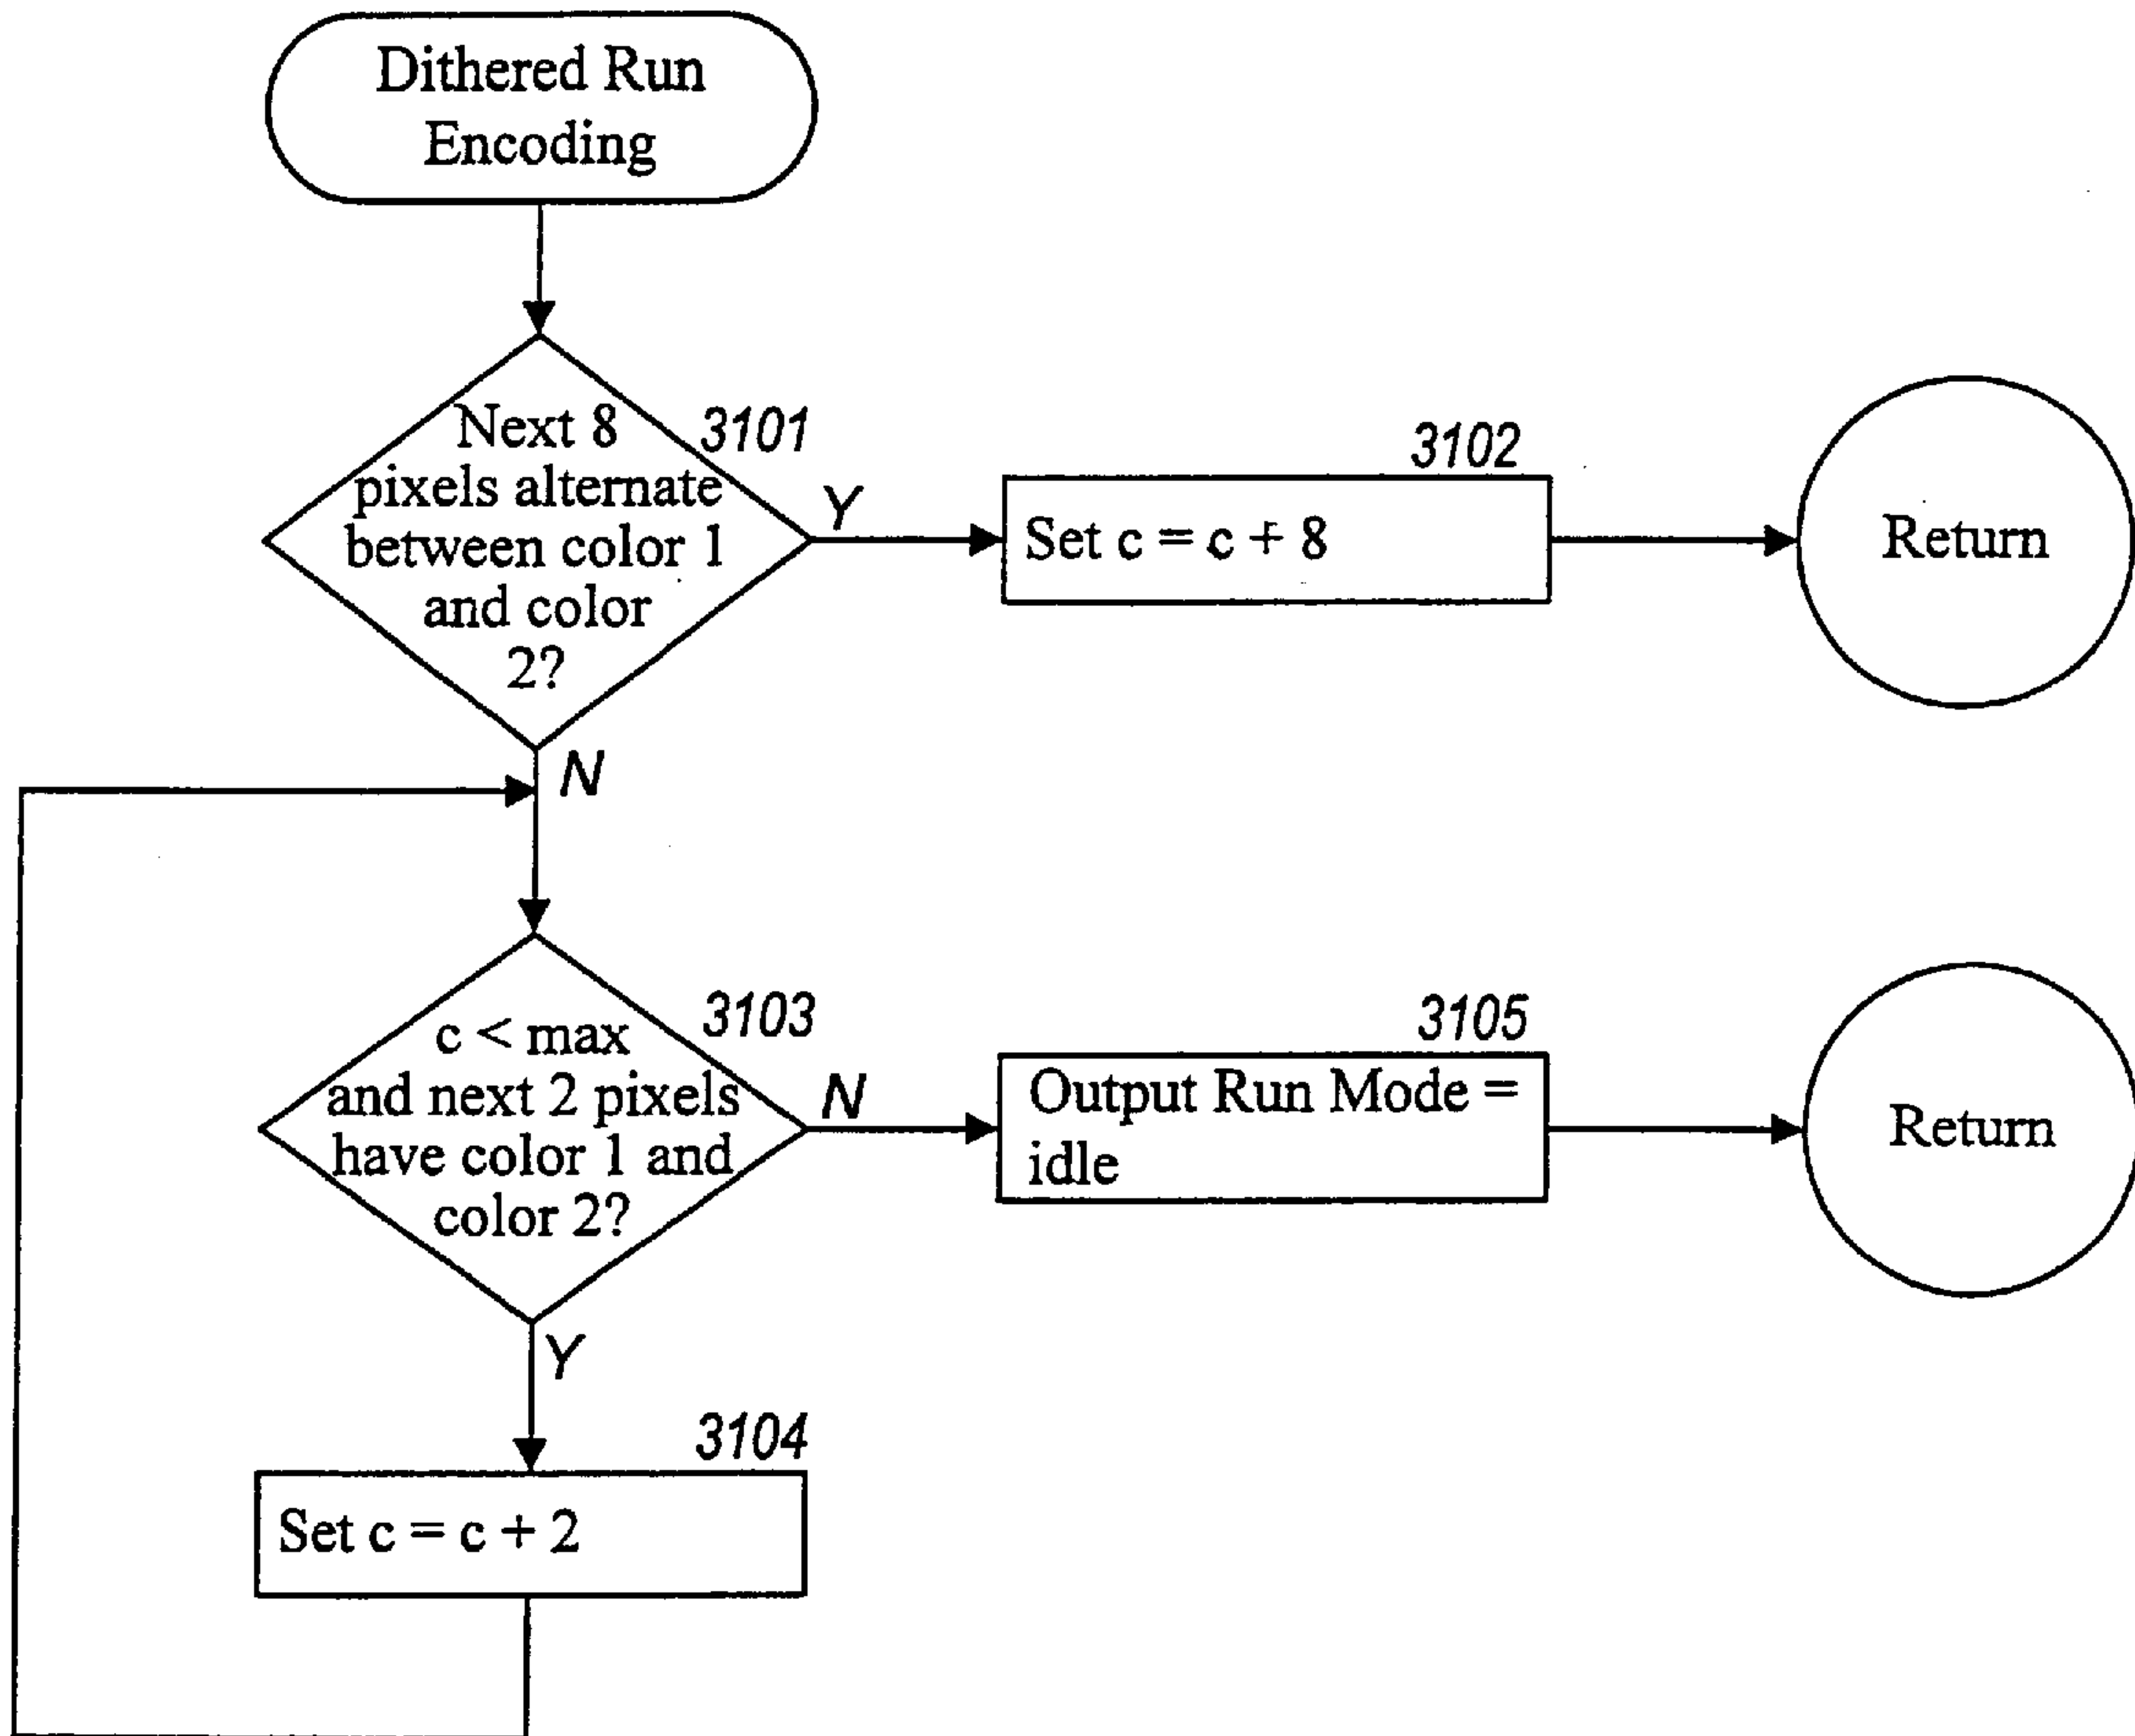 Dithered Run
Encoding
Next 8
pixels alternate
between color 1
and color
2?
3101
Y
3102
Set c = c + 8
Return
N
c < max
and next 2 pixels
have color 1 and
color 2?
3103
N
3105
Output Run Mode =
idle
Return
Y
3104
Set c = c + 2